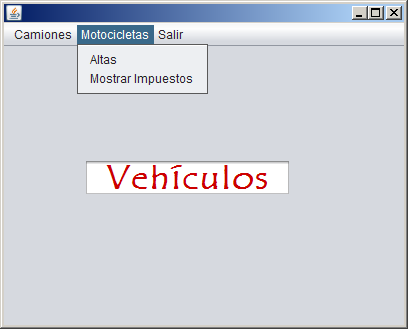 Camiones Motocicletas Salir
Altas
Mostrar Impuestos
Vehículos